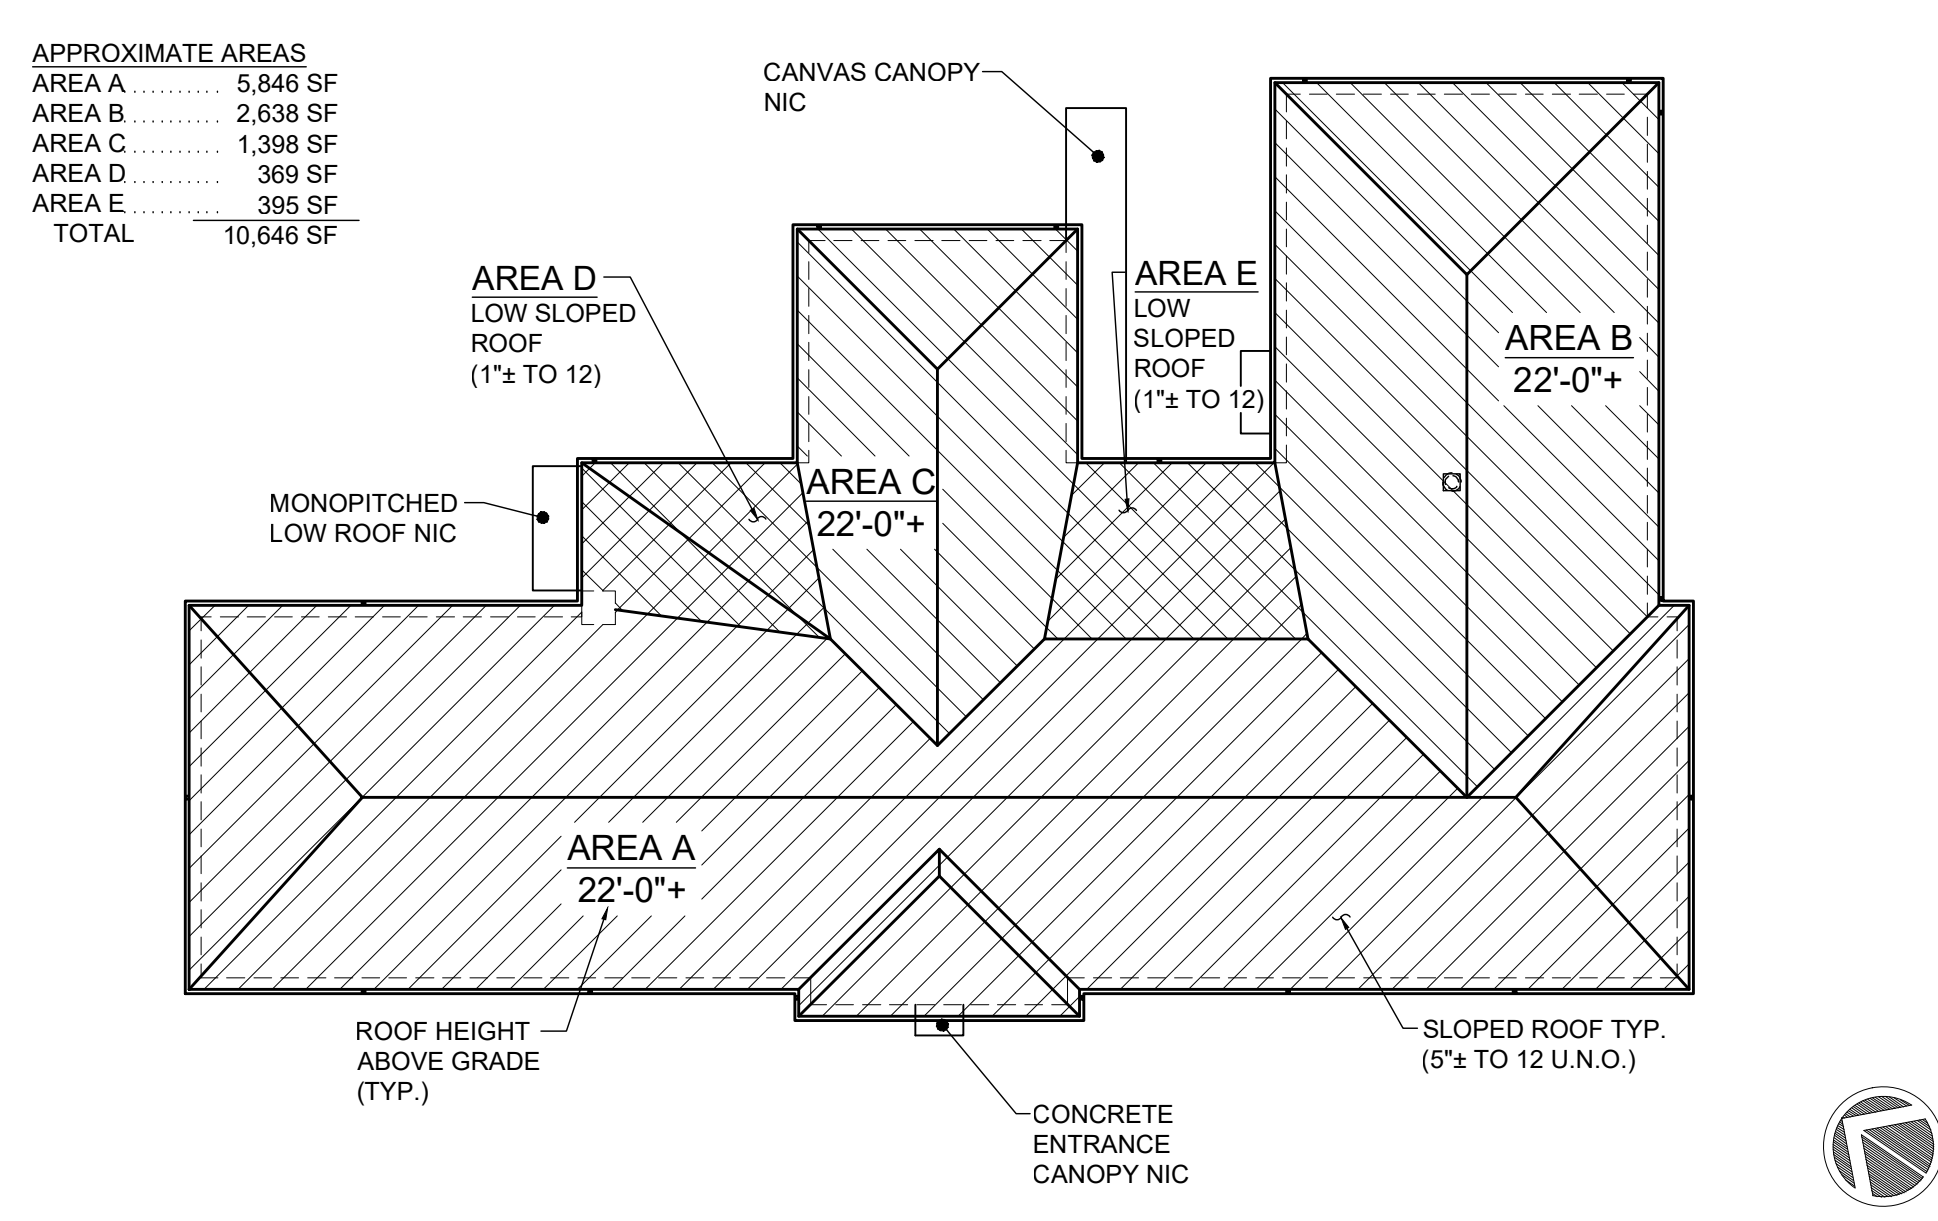 APPROXIMATE AREAS
AREA A .......... 5,846 SF
AREA B .......... 2,638 SF
AREA C .......... 1,398 SF
AREA D .......... 369 SF
AREA E .......... 395 SF
TOTAL 10,646 SF
CANVAS CANOPY
NIC
AREA D
LOW SLOPED
ROOF
(1"± TO 12)
AREA E
LOW
SLOPED
ROOF
(1"± TO 12)
AREA B
22'-0"+
AREA C
22'-0"+
MONOPITCHED
LOW ROOF NIC
AREA A
22'-0"+
ROOF HEIGHT
ABOVE GRADE
(TYP.)
SLOPED ROOF TYP.
(5"± TO 12 U.N.O.)
CONCRETE
ENTRANCE
CANOPY NIC